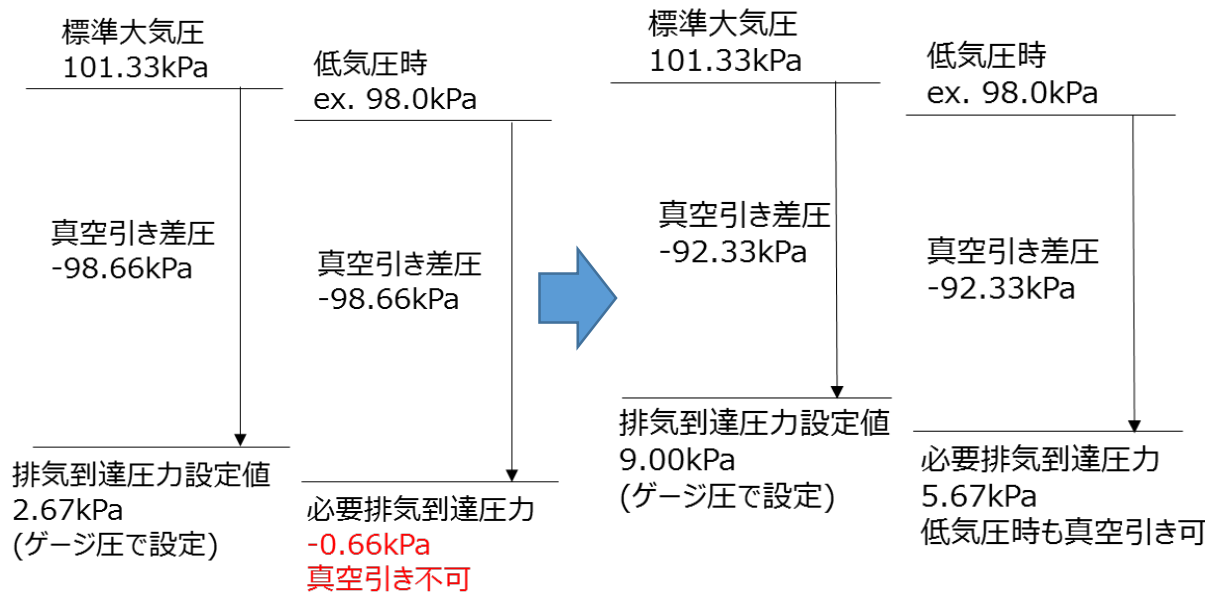 標準大気圧
101.33kPa
低気圧時
ex. 98.0kPa
真空引き差圧
-98.66kPa
真空引き差圧
-98.66kPa
排気到達圧力設定値
2.67kPa
(ゲージ圧で設定)
必要排気到達圧力
-0.66kPa
真空引き不可
標準大気圧
101.33kPa
低気圧時
ex. 98.0kPa
真空引き差圧
-92.33kPa
真空引き差圧
-92.33kPa
排気到達圧力設定値
9.00kPa
(ゲージ圧で設定)
必要排気到達圧力
5.67kPa
低気圧時も真空引き可